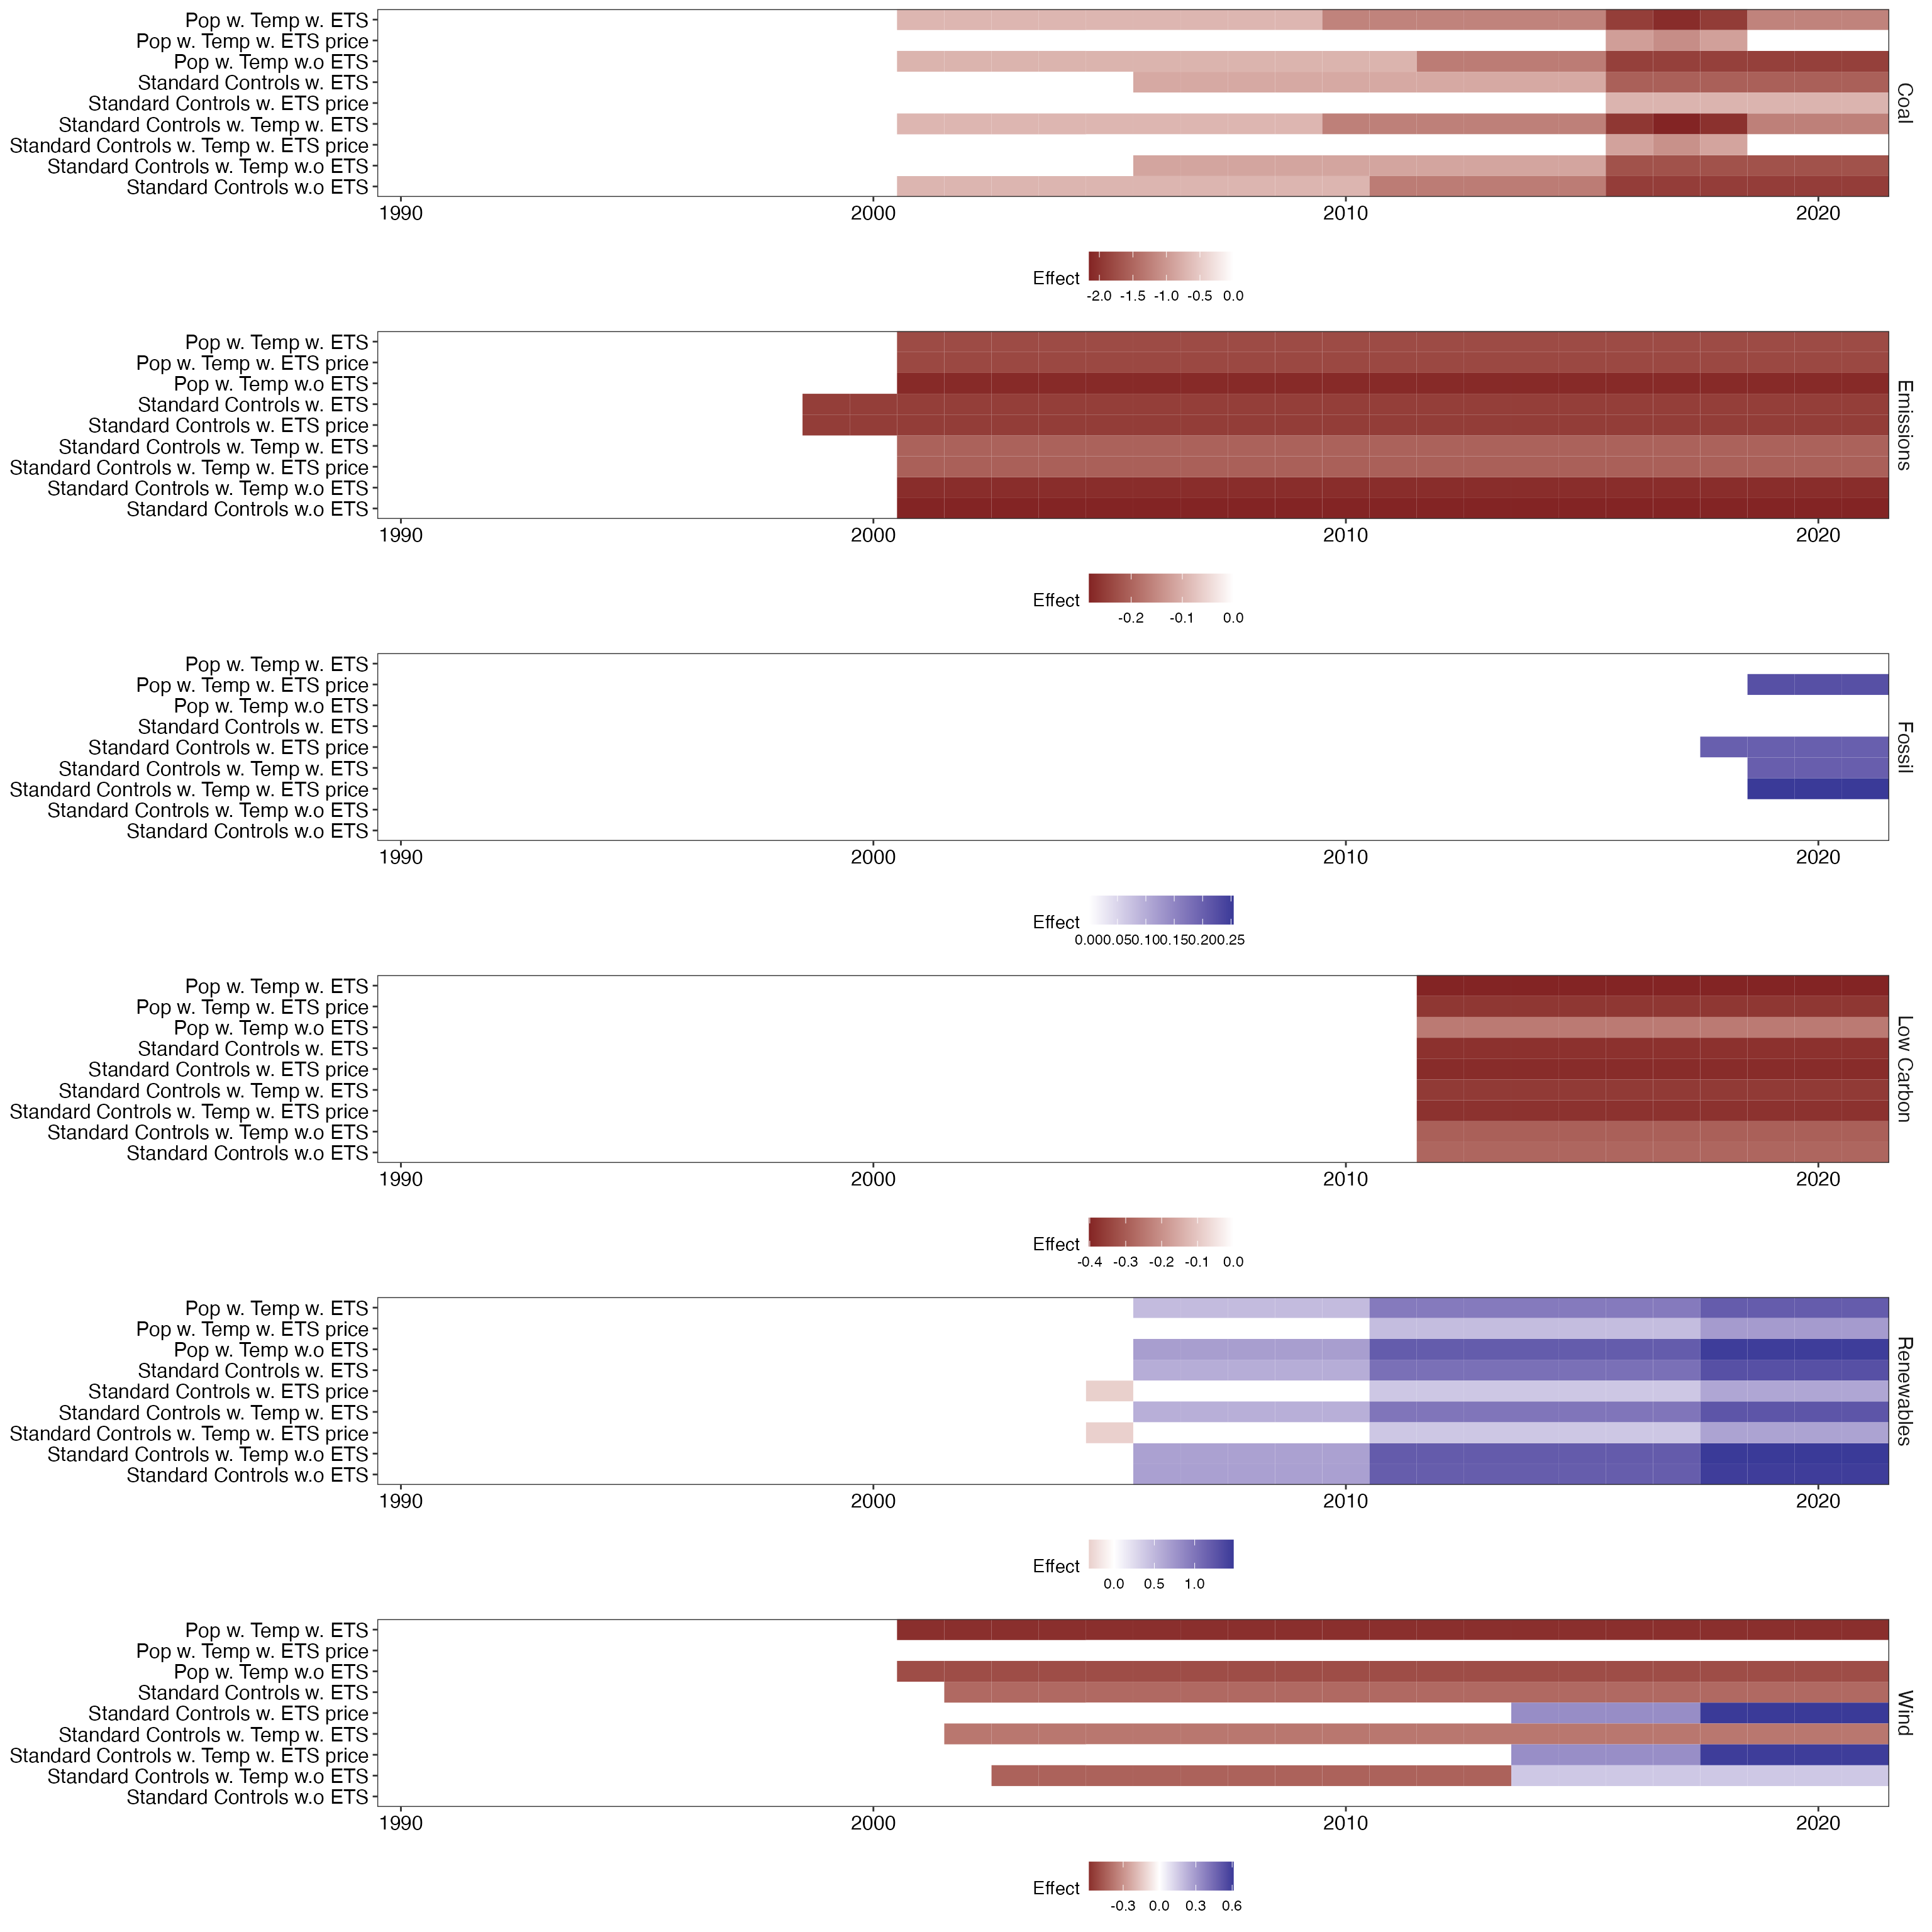 Pop w. Temp w. ETS
Pop w. Temp w. ETS price
Pop w. Temp w.o ETS
Standard Controls w. ETS
Standard Controls w. ETS price
Standard Controls w. Temp w. ETS
Standard Controls w. Temp w. ETS price
Standard Controls w. Temp w.o ETS
Standard Controls w.o ETS
Coal
1990 2000 2010 2020
Effect
-2.0 -1.5 -1.0 -0.5 0.0
Pop w. Temp w. ETS
Pop w. Temp w. ETS price
Pop w. Temp w.o ETS
Standard Controls w. ETS
Standard Controls w. ETS price
Standard Controls w. Temp w. ETS
Standard Controls w. Temp w. ETS price
Standard Controls w. Temp w.o ETS
Standard Controls w.o ETS
Emissions
1990 2000 2010 2020
Effect
-0.2 -0.1 0.0
Pop w. Temp w. ETS
Pop w. Temp w. ETS price
Pop w. Temp w.o ETS
Standard Controls w. ETS
Standard Controls w. ETS price
Standard Controls w. Temp w. ETS
Standard Controls w. Temp w. ETS price
Standard Controls w. Temp w.o ETS
Standard Controls w.o ETS
Fossil
1990 2000 2010 2020
Effect
0.000.050.100.150.200.25
Pop w. Temp w. ETS
Pop w. Temp w. ETS price
Pop w. Temp w.o ETS
Standard Controls w. ETS
Standard Controls w. ETS price
Standard Controls w. Temp w. ETS
Standard Controls w. Temp w. ETS price
Standard Controls w. Temp w.o ETS
Standard Controls w.o ETS
Low Carbon
1990 2000 2010 2020
Effect
-0.4 -0.3 -0.2 -0.1 0.0
Pop w. Temp w. ETS
Pop w. Temp w. ETS price
Pop w. Temp w.o ETS
Standard Controls w. ETS
Standard Controls w. ETS price
Standard Controls w. Temp w. ETS
Standard Controls w. Temp w. ETS price
Standard Controls w. Temp w.o ETS
Standard Controls w.o ETS
Renewables
1990 2000 2010 2020
Effect
0.0 0.5 1.0
Pop w. Temp w. ETS
Pop w. Temp w. ETS price
Pop w. Temp w.o ETS
Standard Controls w. ETS
Standard Controls w. ETS price
Standard Controls w. Temp w. ETS
Standard Controls w. Temp w. ETS price
Standard Controls w. Temp w.o ETS
Standard Controls w.o ETS
Wind
1990 2000 2010 2020
Effect
-0.3 0.0 0.3 0.6